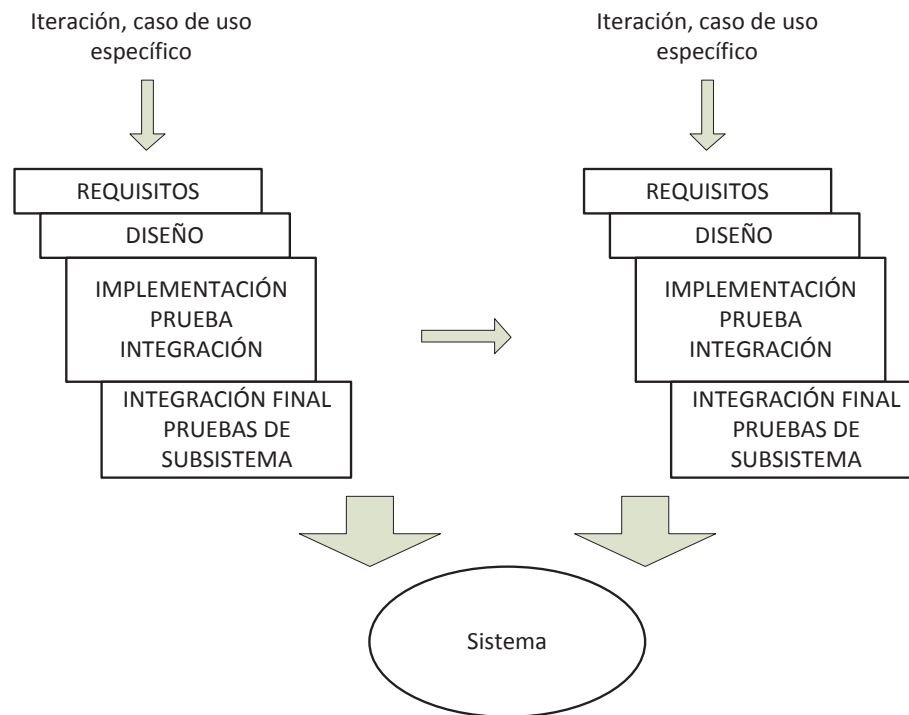 Iteración, caso de uso
específico
REQUISITOS
DISEÑO
IMPLEMENTACIÓN
PRUEBA
INTEGRACIÓN
INTEGRACIÓN FINAL
PRUEBAS DE
SUBSISTEMA
Iteración, caso de uso
específico
REQUISITOS
DISEÑO
IMPLEMENTACIÓN
PRUEBA
INTEGRACIÓN
INTEGRACIÓN FINAL
PRUEBAS DE
SUBSISTEMA
Sistema